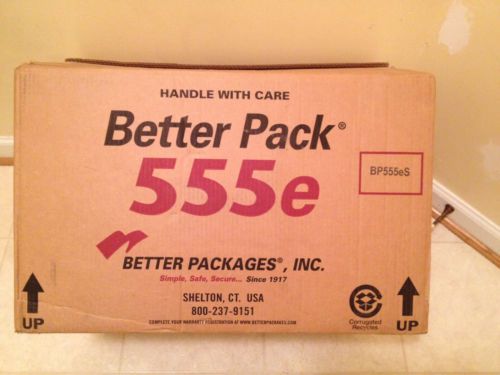 HANDLE WITH CARE
Better Pack®
555e
BP555eS
BETTER PACKAGES®, INC.
Simple, Safe, Secure... Since 1917
SHELTON, CT. USA
800-237-9151
COMPLETE YOUR WARRANTY REGISTRATION AT WWW.BETTERPACKAGES.COM
UP
Corrugated
Recycles
UP